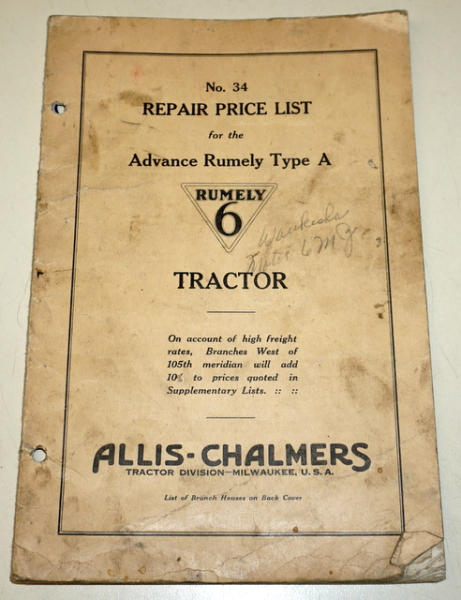 No. 34
REPAIR PRICE LIST
for the
Advance Rumely Type A
RUMELY
6
Waukesha
TRACTOR
On account of high freight
rates, Branches West of
105th meridian will add
10% to prices quoted in
Supplementary Lists. :: ::
ALLIS-CHALMERS
TRACTOR DIVISION—MILWAUKEE, U. S. A.
List of Branch Houses on Back Cover